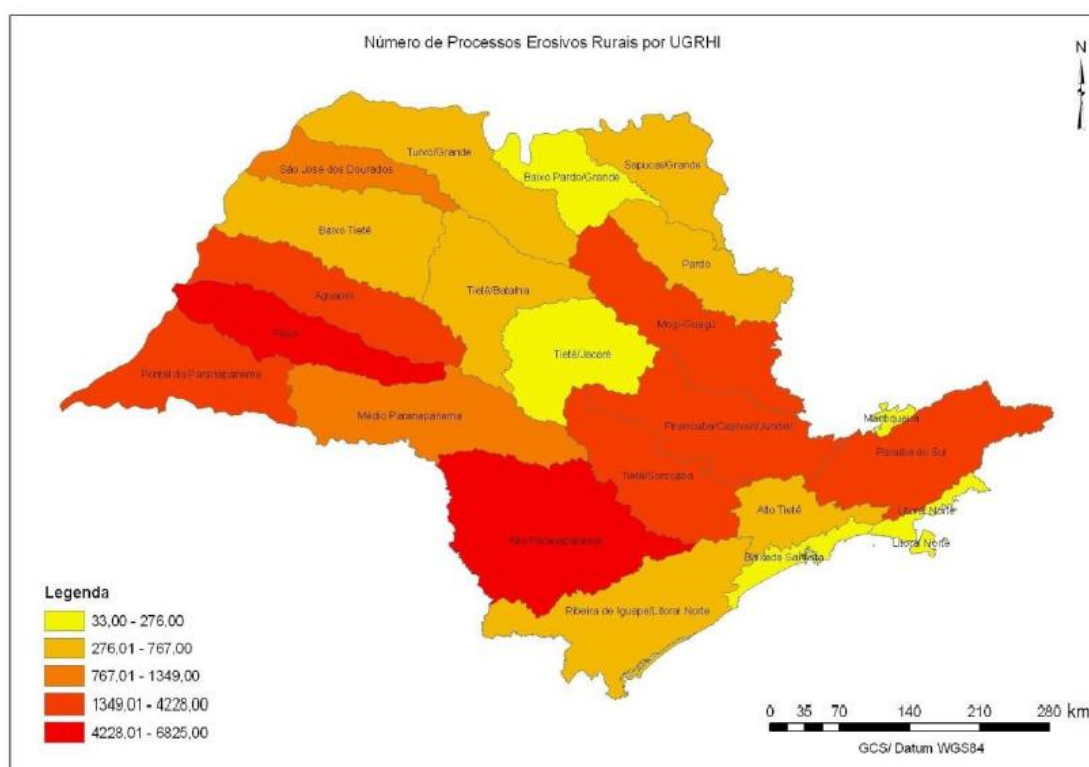 Número de Processos Erosivos Rurais por UGRHI
N
Turvo/Grande
Sapucaí/Grande
São José dos Dourados
Baixo Pardo/Grande
Baixo Tietê
Pardo
Tietê/Batalha
Aguapeí
Mogi-Guaçu
Peixe
Tietê/Jacaré
Pontal do Paranapanema
Médio Paranapanema
Mantiqueira
Piracicaba/Capivari/Jundiaí
Paraíba do Sul
Tietê/Sorocaba
Alto Tietê
Litoral Norte
Alto Paranapanema
Litoral Norte
Baixada Santista
Ribeira de Iguape/Litoral Norte
Legenda
33,00 - 276,00
276,01 - 767,00
767,01 - 1349,00
1349,01 - 4228,00
4228,01 - 6825,00
0 35 70 140 210 280 km
GCS/ Datum WGS84